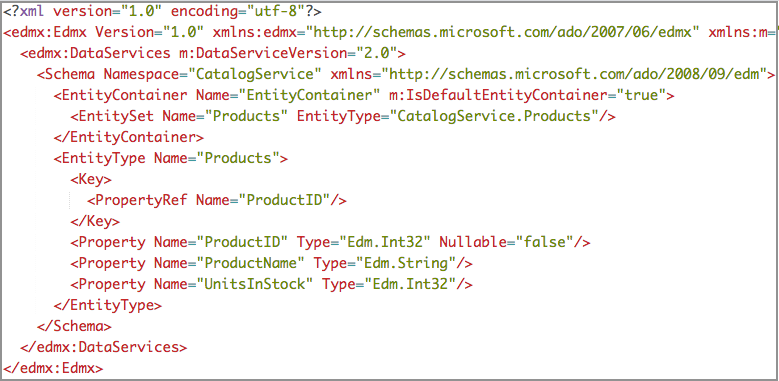 <?xml version="1.0" encoding="utf-8"?>
<edmx:Edmx Version="1.0" xmlns:edmx="http://schemas.microsoft.com/ado/2007/06/edmx" xmlns:m="
<edmx:DataServices m:DataServiceVersion="2.0">
<Schema Namespace="CatalogService" xmlns="http://schemas.microsoft.com/ado/2008/09/edm">
<EntityContainer Name="EntityContainer" m:IsDefaultEntityContainer="true">
<EntitySet Name="Products" EntityType="CatalogService.Products"/>
</EntityContainer>
<EntityType Name="Products">
<Key>
<PropertyRef Name="ProductID"/>
</Key>
<Property Name="ProductID" Type="Edm.Int32" Nullable="false"/>
<Property Name="ProductName" Type="Edm.String"/>
<Property Name="UnitsInStock" Type="Edm.Int32"/>
</EntityType>
</Schema>
</edmx:DataServices>
</edmx:Edmx>